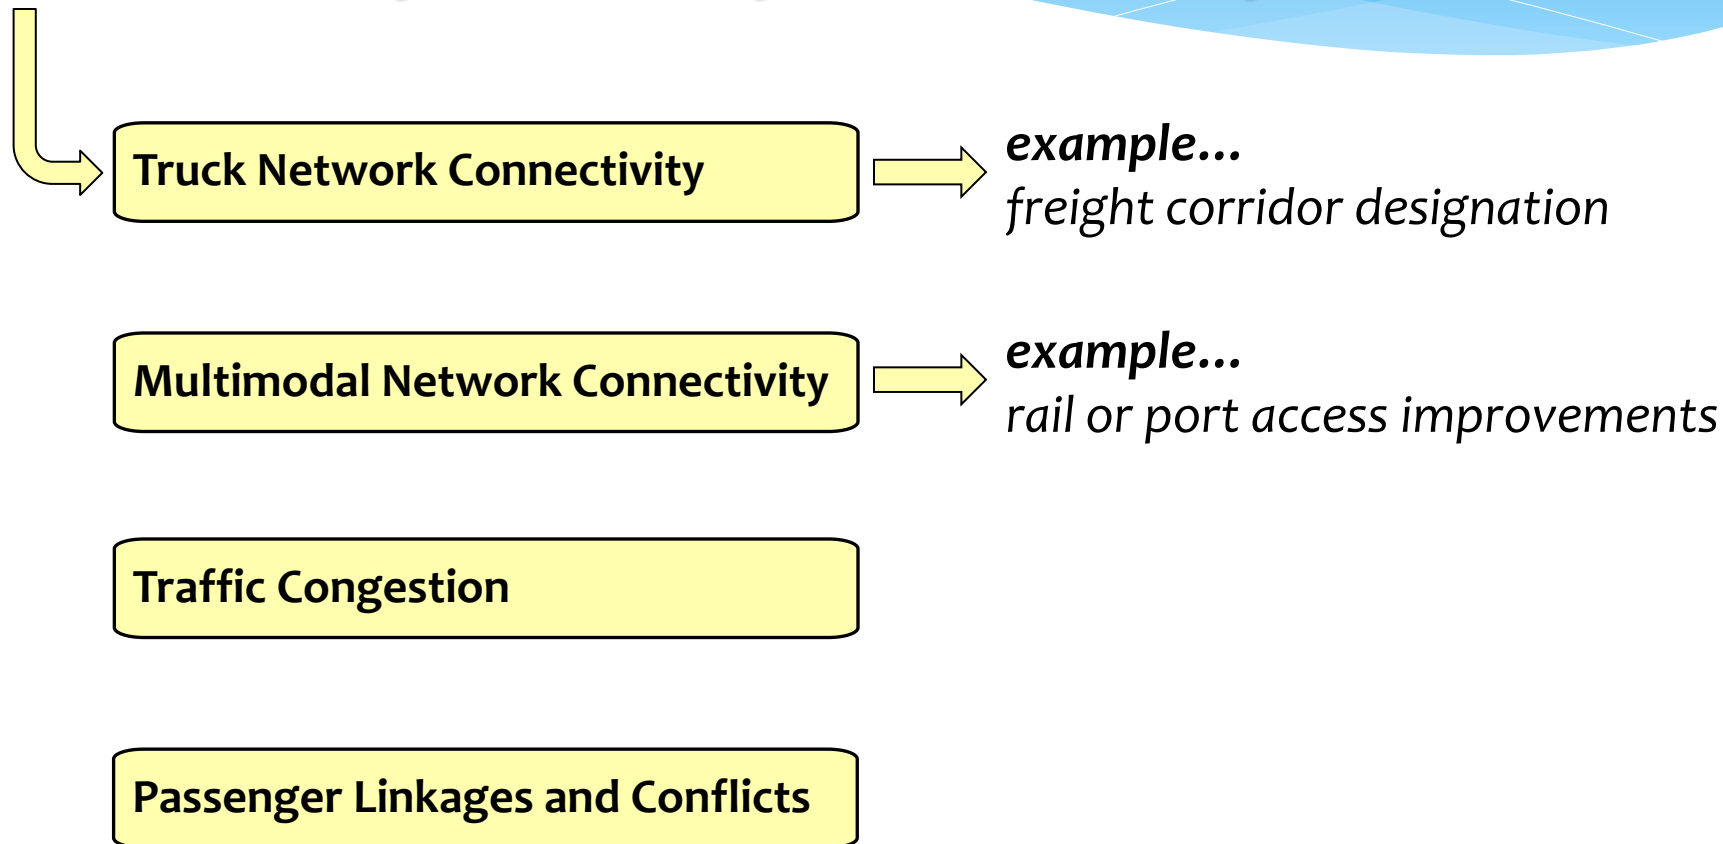 Truck Network Connectivity
example...
freight corridor designation
Multimodal Network Connectivity
example...
rail or port access improvements
Traffic Congestion
Passenger Linkages and Conflicts